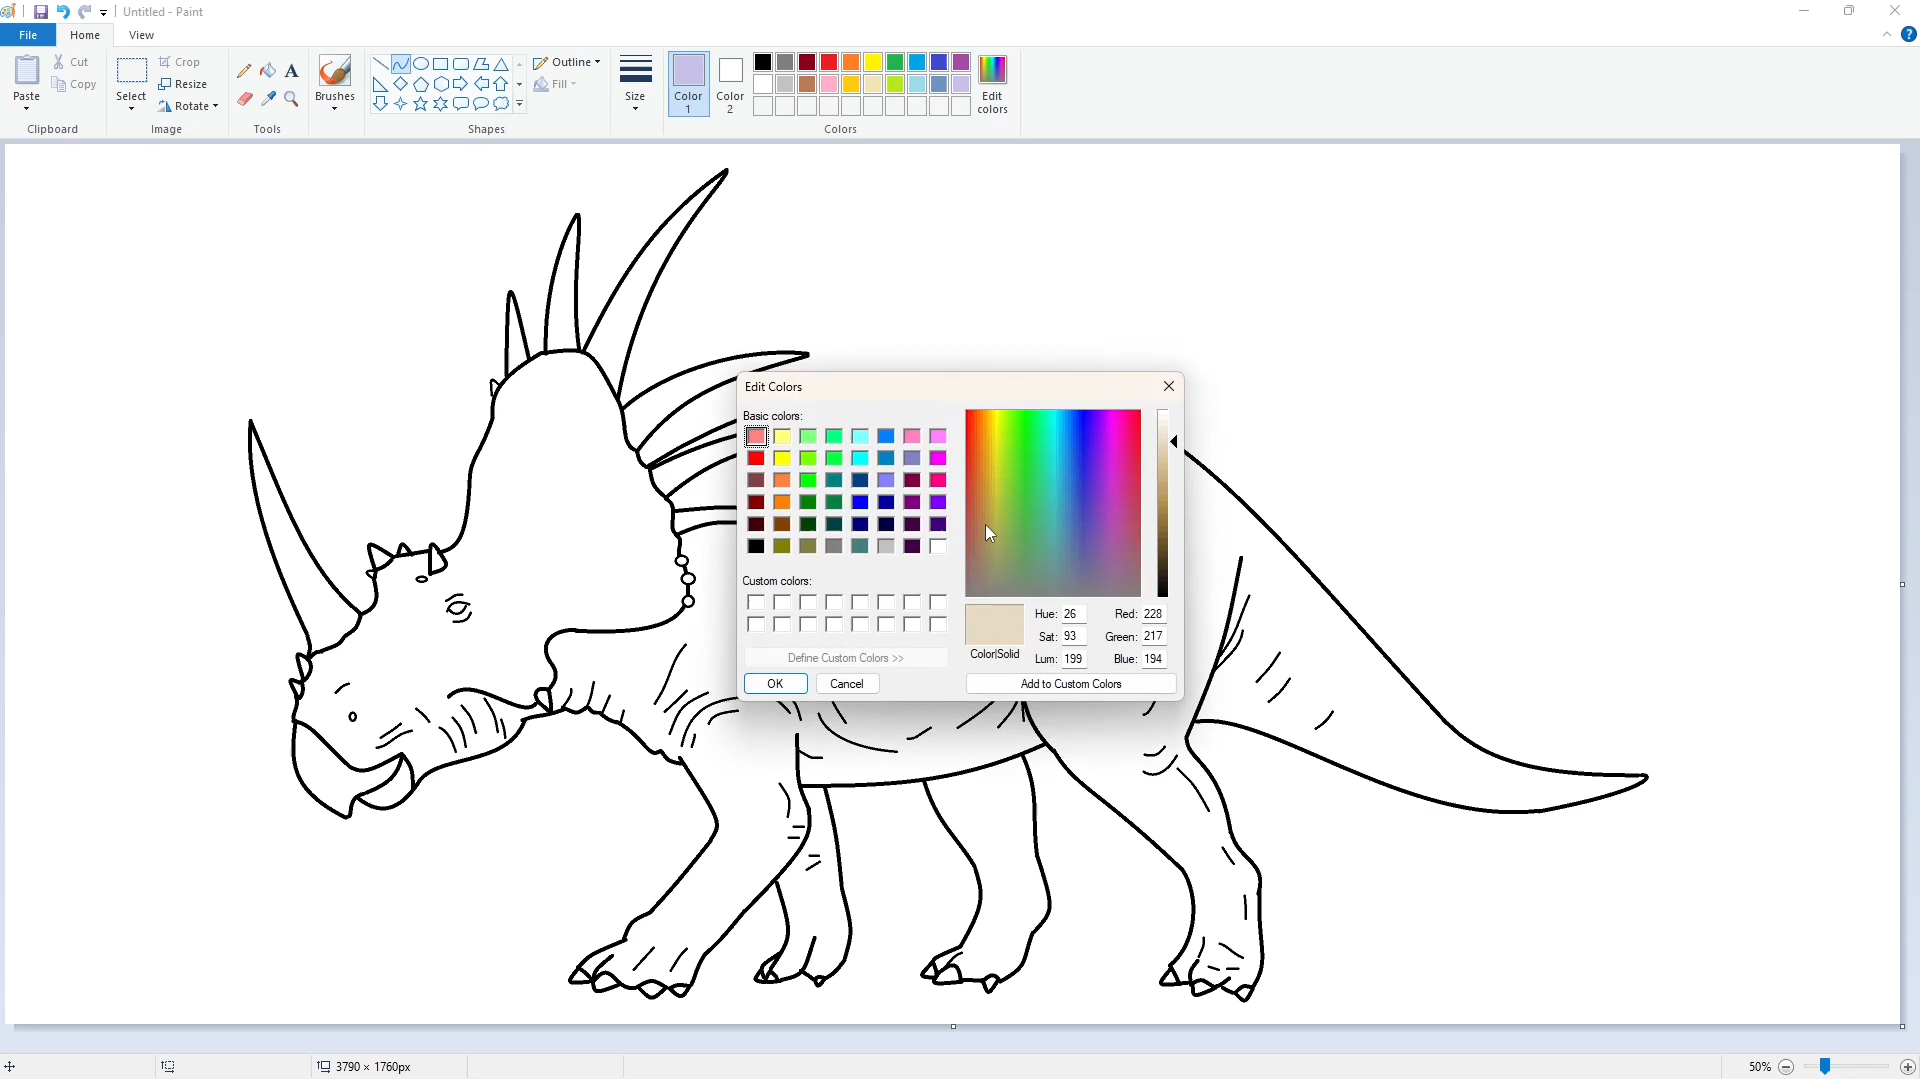 Untitled - Paint
File Home View
Paste
Cut
Copy
Clipboard
Select
Crop
Resize
Rotate
Image
A
Tools
Brushes
Outline
Fill
Shapes
Size
Color 1
Color 2
Edit colors
Colors
?
Edit Colors
Basic colors:
Custom colors:
Define Custom Colors >>
OK Cancel
Color|Solid
Hue: 26 Red: 228
Sat: 93 Green: 217
Lum: 199 Blue: 194
Add to Custom Colors
3790 × 1760px
50%